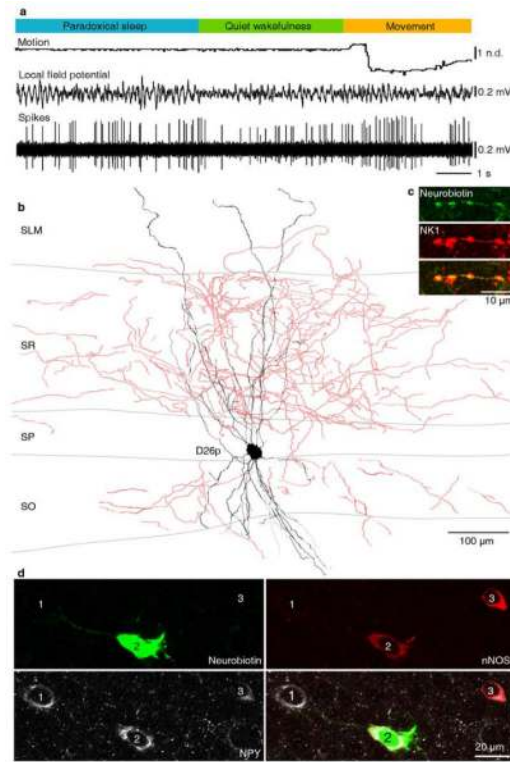 a
Paradoxical sleep Quiet wakefulness Movement
Motion
1 n.d.
Local field potential
0.2 mV
Spikes
0.2 mV
1 s
b
c
Neurobiotin
NK1
10 µm
SLM
SR
SP
D26p
SO
100 µm
d
1 3
2
Neurobiotin
1 3
2
nNOS
1 3
2
NPY
1 3
2
20 µm